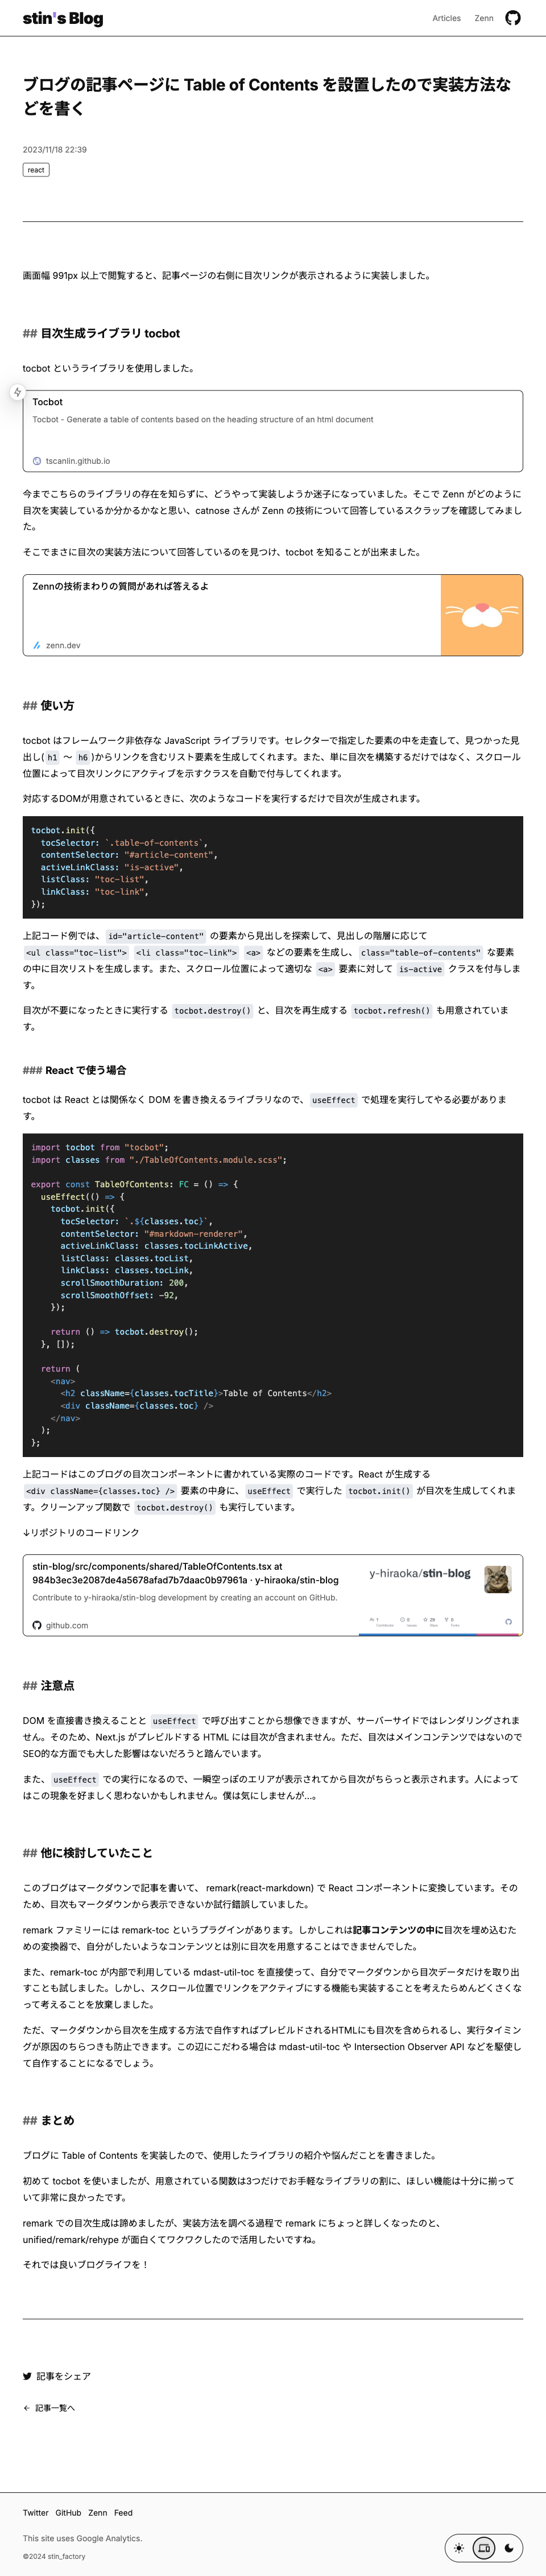 stin's Blog
Articles
Zenn
ブログの記事ページに Table of Contents を設置したので実装方法な
どを書く
2023/11/18 22:39
react
画面幅 991px 以上で閲覧すると、記事ページの右側に目次リンクが表示されるように実装しました。
## 目次生成ライブラリ tocbot
tocbot というライブラリを使用しました。
Tocbot
Tocbot - Generate a table of contents based on the heading structure of an html document
tscanlin.github.io
今までこちらのライブラリの存在を知らずに、どうやって実装しようか迷子になっていました。そこで Zenn がどのように
目次を実装しているか分かるかなと思い、catnose さんが Zenn の技術について回答しているスクラップを確認してみまし
た。
そこでまさに目次の実装方法について回答しているのを見つけ、tocbot を知ることが出来ました。
Zennの技術まわりの質問があれば答えるよ
zenn.dev
## 使い方
tocbot はフレームワーク非依存な JavaScript ライブラリです。セレクターで指定した要素の中を走査して、見つかった見
出し( h1 〜 h6 )からリンクを含むリスト要素を生成してくれます。また、単に目次を構築するだけではなく、スクロール
位置によって目次リンクにアクティブを示すクラスを自動で付与してくれます。
対応するDOMが用意されているときに、次のようなコードを実行するだけで目次が生成されます。
tocbot.init({
  tocSelector: `.table-of-contents`,
  contentSelector: "#article-content",
  activeLinkClass: "is-active",
  listClass: "toc-list",
  linkClass: "toc-link",
});
上記コード例では、 id="article-content" の要素から見出しを探索して、見出しの階層に応じて
<ul class="toc-list"> <li class="toc-link"> <a> などの要素を生成し、 class="table-of-contents" な要素
の中に目次リストを生成します。また、スクロール位置によって適切な <a> 要素に対して is-active クラスを付与しま
す。
目次が不要になったときに実行する tocbot.destroy() と、目次を再生成する tocbot.refresh() も用意されていま
す。
### React で使う場合
tocbot は React とは関係なく DOM を書き換えるライブラリなので、 useEffect で処理を実行してやる必要がありま
す。
import tocbot from "tocbot";
import classes from "./TableOfContents.module.scss";
export const TableOfContents: FC = () => {
  useEffect(() => {
    tocbot.init({
      tocSelector: `.${classes.toc}`,
      contentSelector: "#markdown-renderer",
      activeLinkClass: classes.tocLinkActive,
      listClass: classes.tocList,
      linkClass: classes.tocLink,
      scrollSmoothDuration: 200,
      scrollSmoothOffset: -92,
    });
    return () => tocbot.destroy();
  }, []);
  return (
    <nav>
      <h2 className={classes.tocTitle}>Table of Contents</h2>
      <div className={classes.toc} />
    </nav>
  );
};
上記コードはこのブログの目次コンポーネントに書かれている実際のコードです。React が生成する
<div className={classes.toc} /> 要素の中身に、 useEffect で実行した tocbot.init() が目次を生成してくれま
す。クリーンアップ関数で tocbot.destroy() も実行しています。
↓リポジトリのコードリンク
stin-blog/src/components/shared/TableOfContents.tsx at
984b3ec3e2087de4a5678afad7b7daac0b97961a · y-hiraoka/stin-blog
Contribute to y-hiraoka/stin-blog development by creating an account on GitHub.
github.com
y-hiraoka/stin-blog
## 注意点
DOM を直接書き換えることと useEffect で呼び出すことから想像できますが、サーバーサイドではレンダリングされませ
ん。そのため、Next.js がプレビルドする HTML には目次が含まれません。ただ、目次はメインコンテンツではないので
SEO的な方面でも大した影響はないだろうと踏んでいます。
また、 useEffect での実行になるので、一瞬空っぽのエリアが表示されてから目次がちらっと表示されます。人によって
はこの現象を好ましく思わないかもしれません。僕は気にしませんが...。
## 他に検討していたこと
このブログはマークダウンで記事を書いて、 remark(react-markdown) で React コンポーネントに変換しています。その
ため、目次もマークダウンから表示できないか試行錯誤していました。
remark ファミリーには remark-toc というプラグインがあります。しかしこれは記事コンテンツの中に目次を埋め込むた
めの変換器で、自分がしたいようなコンテンツとは別に目次を用意することはできませんでした。
また、remark-toc が内部で利用している mdast-util-toc を直接使って、自分でマークダウンから目次データだけを取り出
すことも試しました。しかし、スクロール位置でリンクをアクティブにする機能も実装することを考えたらめんどくさくなっ
って考えることを放棄しました。
ただ、マークダウンから目次を生成する方法で自作すればプレビルドされるHTMLにも目次を含められるし、実行タイミン
グが原因のちらつきも防止できます。この辺にこだわる場合は mdast-util-toc や Intersection Observer API などを駆使し
て自作することになるでしょう。
## まとめ
ブログに Table of Contents を実装したので、使用したライブラリの紹介や悩んだことを書きました。
初めて tocbot を使いましたが、用意されている関数は3つだけでお手軽なライブラリの割に、ほしい機能は十分に揃って
いて非常に良かったです。
remark での目次生成は諦めましたが、実装方法を調べる過程で remark にちょっと詳しくなったのと、
unified/remark/rehype が面白くてワクワクしたので活用したいですね。
それでは良いブログライフを！
記事をシェア
← 記事一覧へ
Twitter GitHub Zenn Feed
This site uses Google Analytics.
©2024 stin_factory